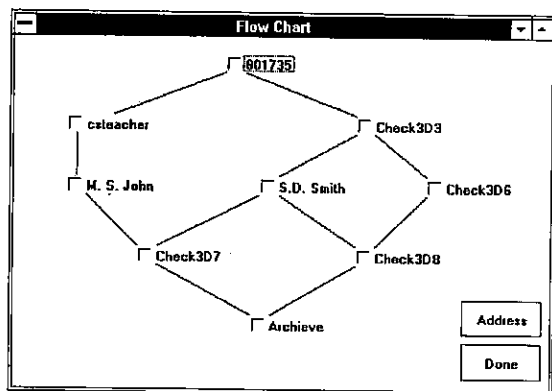 Flow Chart
001735
csteacher
Check3D3
M. S. John
S.D. Smith
Check3D6
Check3D7
Check3D8
Archieve
Address
Done